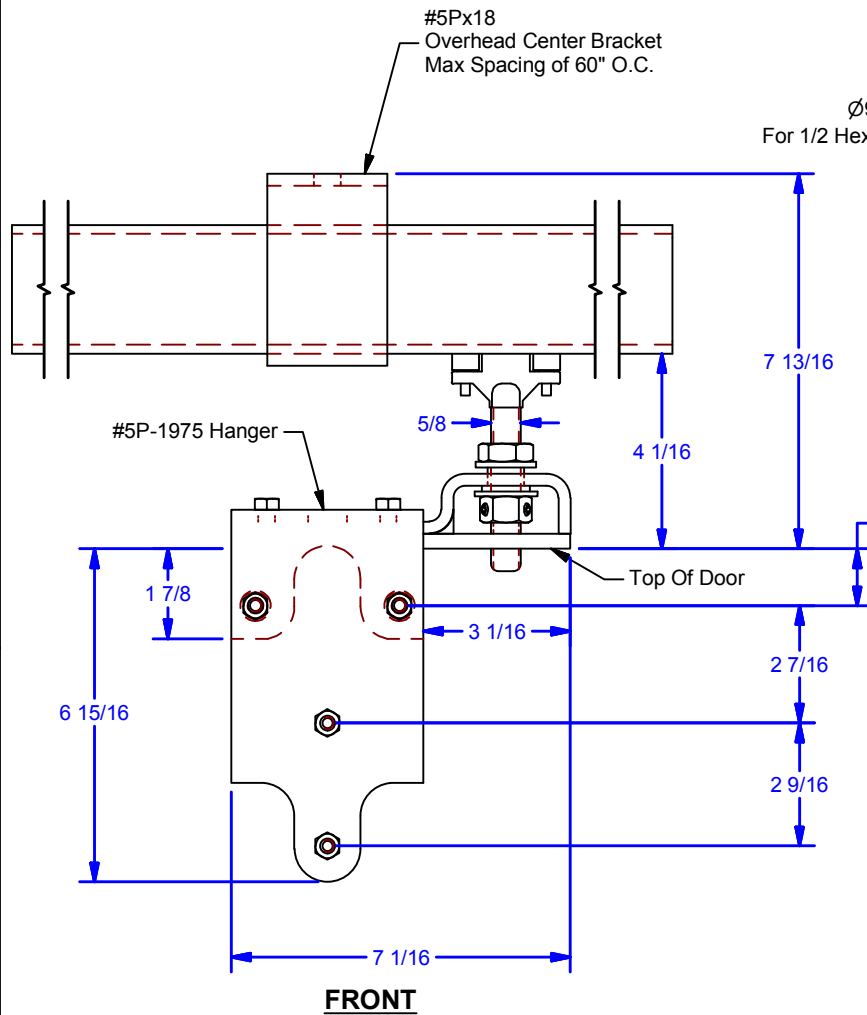 #5Px18
Overhead Center Bracket
Max Spacing of 60" O.C.
For 1/2 Hex
7 13/16
5/8
4 1/16
#5P-1975 Hanger
Top Of Door
1 7/8
3 1/16
2 7/16
6 15/16
2 9/16
7 1/16
FRONT